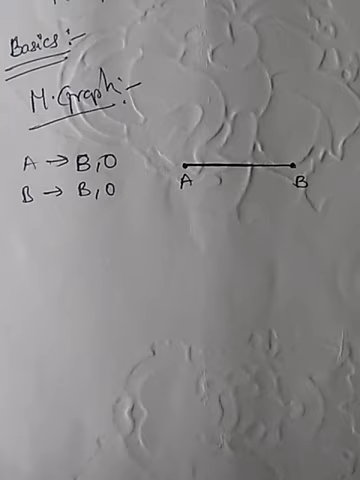 Basics:-
M.Graph:-
A → B,0
B → B,0
A B